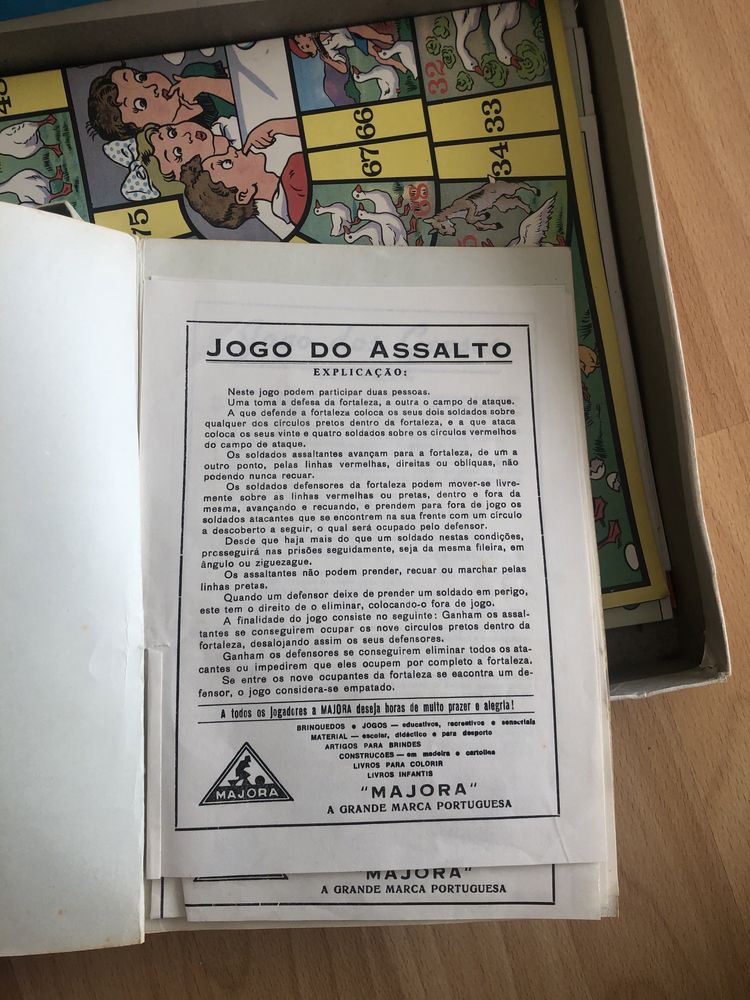 40
32
67 66
34 33
75
68
35
JOGO DO ASSALTO
EXPLICAÇÃO:
Neste jogo podem participar duas pessoas.
Uma toma a defesa da fortaleza, a outra o campo de ataque.
A que defende a fortaleza coloca os seus dois soldados sobre
qualquer dos círculos pretos dentro da fortaleza, e a que ataca
coloca os seus vinte e quatro soldados sobre os círculos vermelhos
do campo de ataque.
Os soldados assaltantes avançam para a fortaleza, de um a
outro ponto, pelas linhas vermelhas, direitas ou oblíquas, não
podendo nunca recuar.
Os soldados defensores da fortaleza podem mover-se livre-
mente sobre as linhas vermelhas ou pretas, dentro e fora da
mesma, avançando e recuando, e prendem para fora de jogo os
soldados atacantes que se encontrem na sua frente com um círculo
a descoberto a seguir, o qual será ocupado pelo defensor.
Desde que haja mais do que um soldado nestas condições,
prosseguirá nas prisões seguidamente, seja da mesma fileira, em
ângulo ou ziguezague.
Os assaltantes não podem prender, recuar ou marchar pelas
linhas pretas.
Quando um defensor deixe de prender um soldado em perigo,
este tem o direito de o eliminar, colocando-o fora de jogo.
A finalidade do jogo consiste no seguinte: Ganham os assal-
tantes se conseguirem ocupar os nove círculos pretos dentro da
fortaleza, desalojando assim os seus defensores.
Ganham os defensores se conseguirem eliminar todos os ata-
cantes ou impedirem que eles ocupem por completo a fortaleza.
Se entre os nove ocupantes da fortaleza se eacontra um de-
fensor, o jogo considera-se empatado.
A todos os jogadores a MAJORA deseja horas de muito prazer e alegria!
BRINQUEDOS e JOGOS — educativos, recreativos e sensoriais
MATERIAL — escolar, didáctico e para desporto
ARTIGOS PARA BRINDES
CONSTRUÇÕES — em madeira e cartolina
LIVROS PARA COLORIR
LIVROS INFANTIS
MAJORA
"MAJORA"
A GRANDE MARCA PORTUGUESA
MAJORA"
A GRANDE MARCA PORTUGUESA